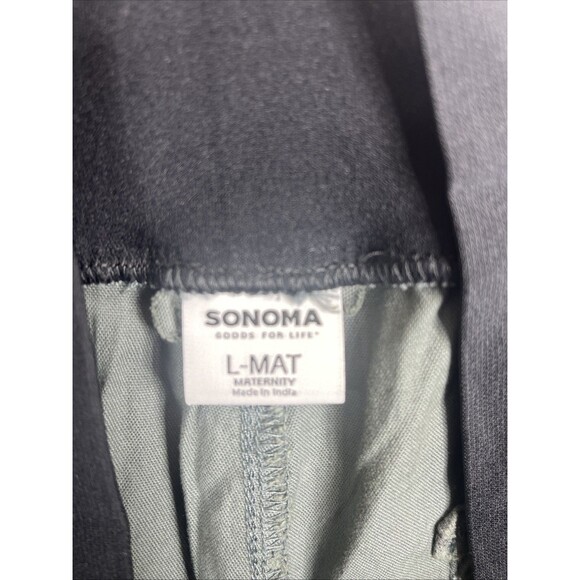 SONOMA
GOODS FOR LIFE*
L-MAT
MATERNITY
Made in India